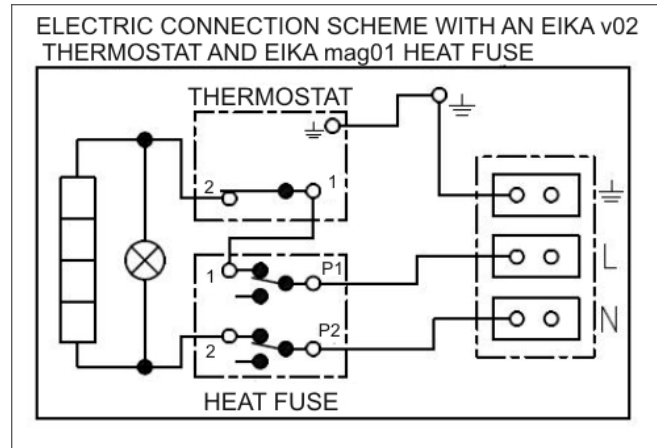 ELECTRIC CONNECTION SCHEME WITH AN EIKA v02
THERMOSTAT AND EIKA mag01 HEAT FUSE
THERMOSTAT
2 1
1 P1
L
2 P2
N
HEAT FUSE